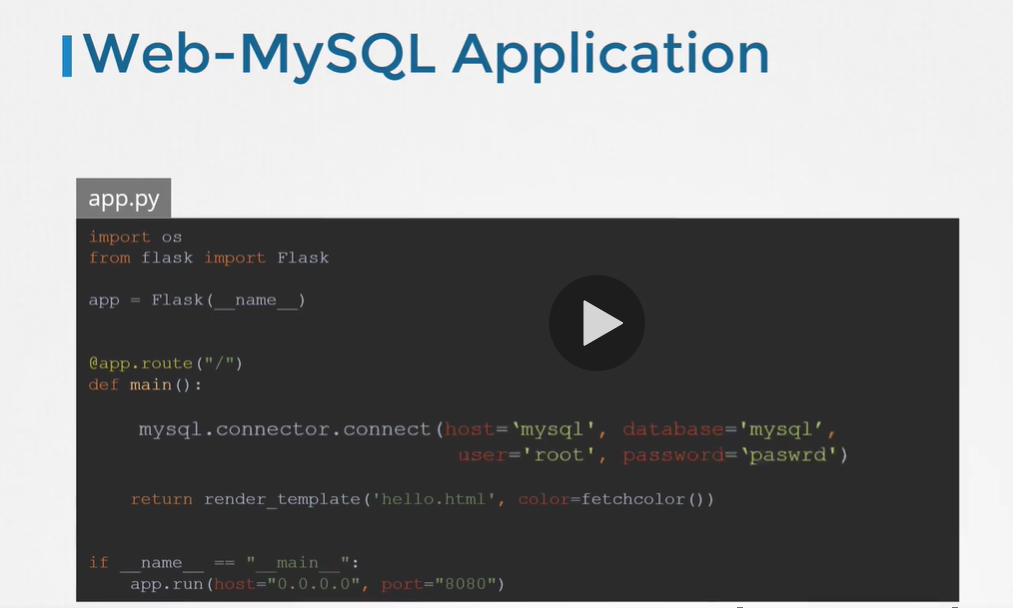 Web-MySQL Application
app.py
import os
from flask import Flask
app = Flask(__name__)
@app.route("/")
def main():
mysql.connector.connect(host=‘mysql', database='mysql’,
user='root', password=‘paswrd')
return render_template('hello.html', color=fetchcolor())
if __name__ == "__main__":
app.run(host="0.0.0.0", port="8080")